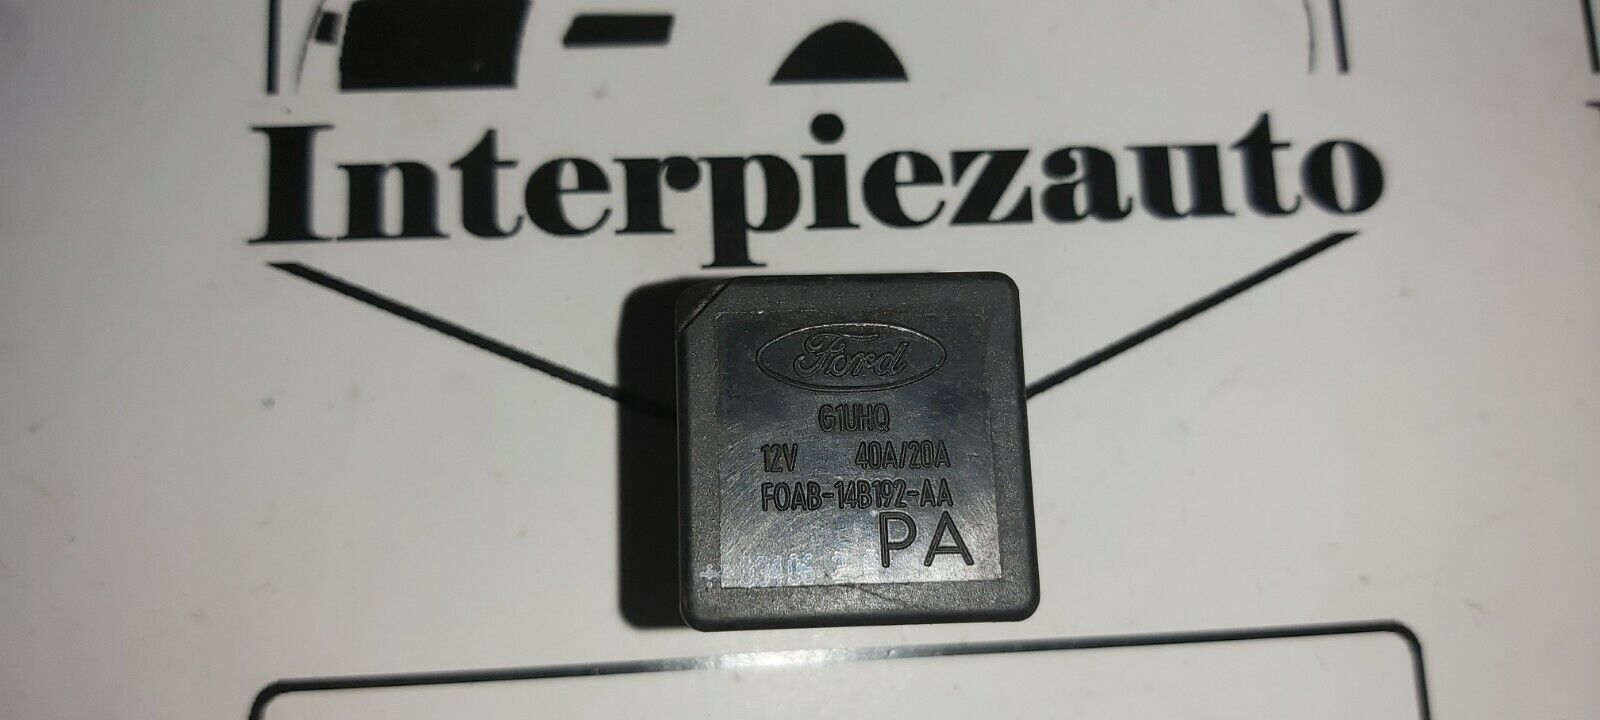 Interpiezauto
Ford
G1UHQ
12V 40A/20A
F0AB-14B192-AA
PA